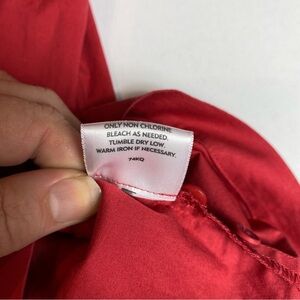 ONLY NON CHLORINE
BLEACH AS NEEDED.
TUMBLE DRY LOW.
WARM IRON IF NECESSARY.
74KQ